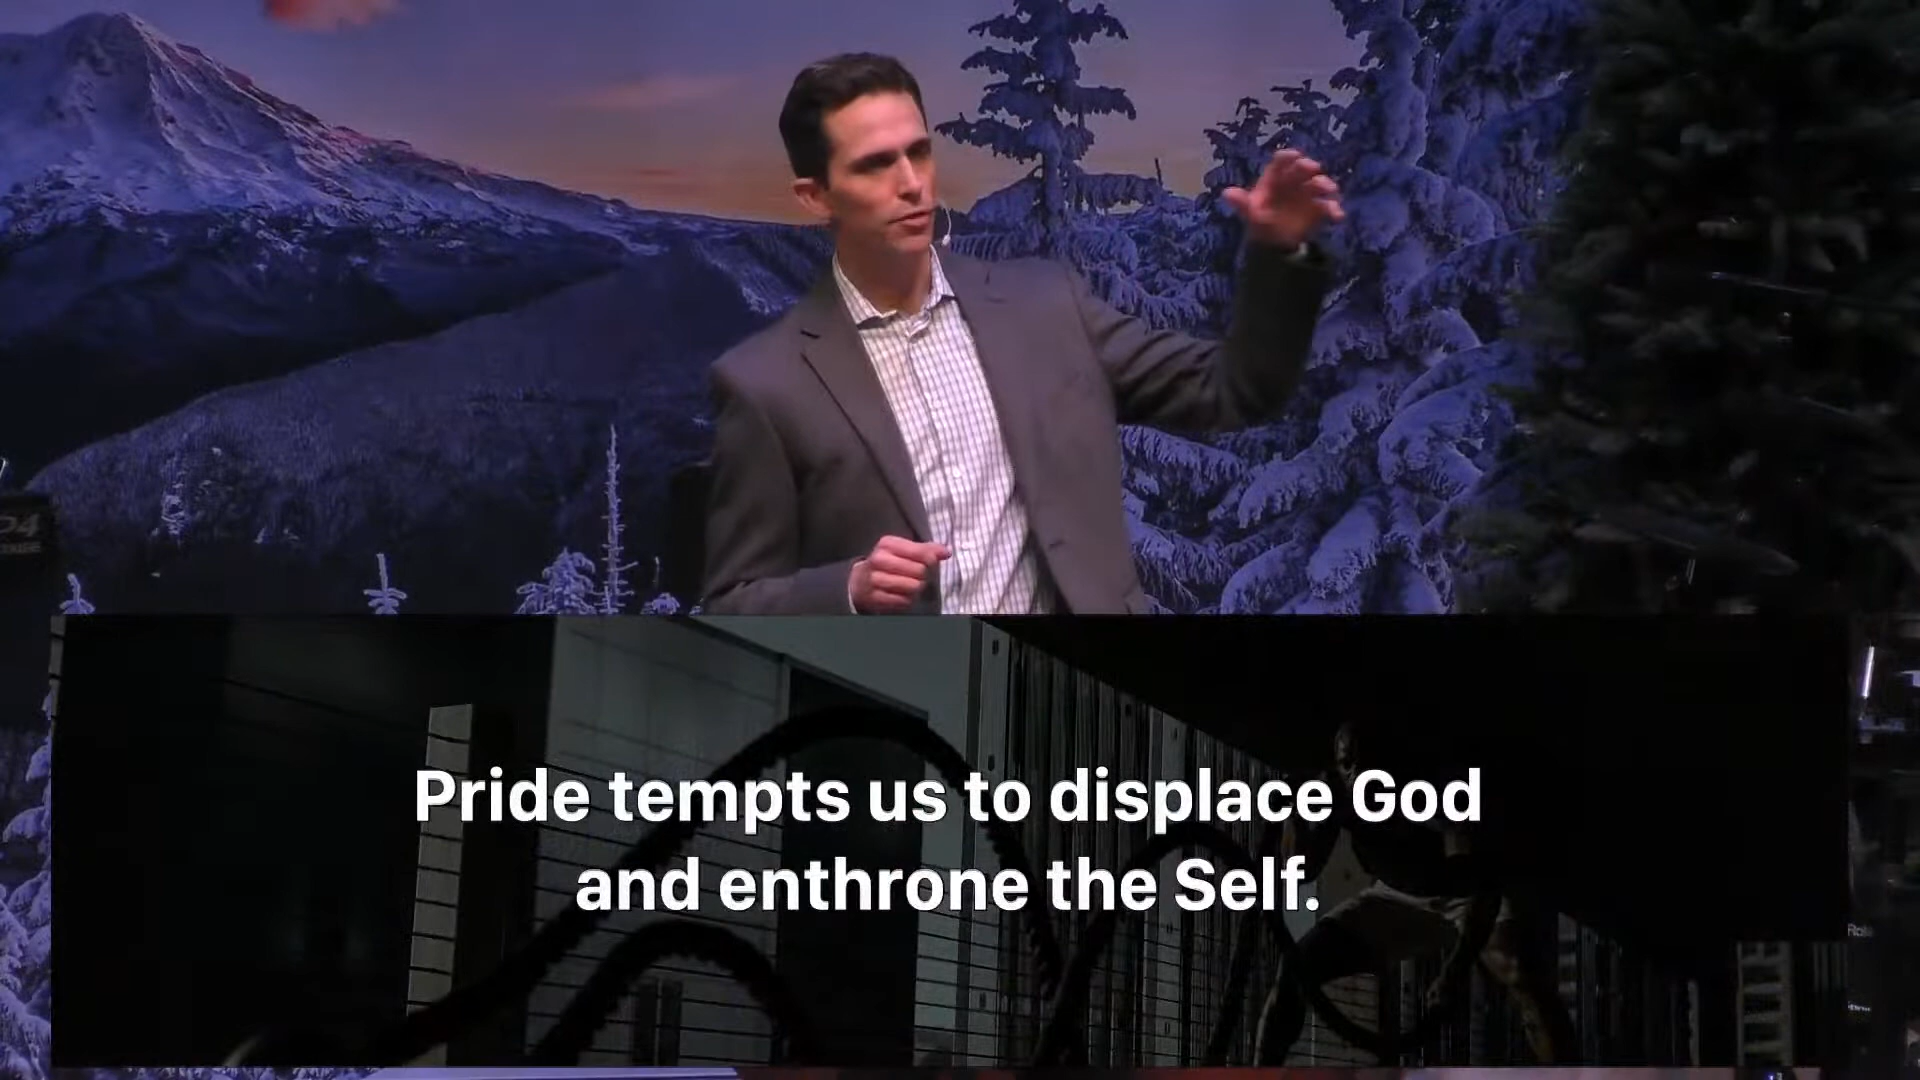 Pride tempts us to displace God
and enthrone the Self.